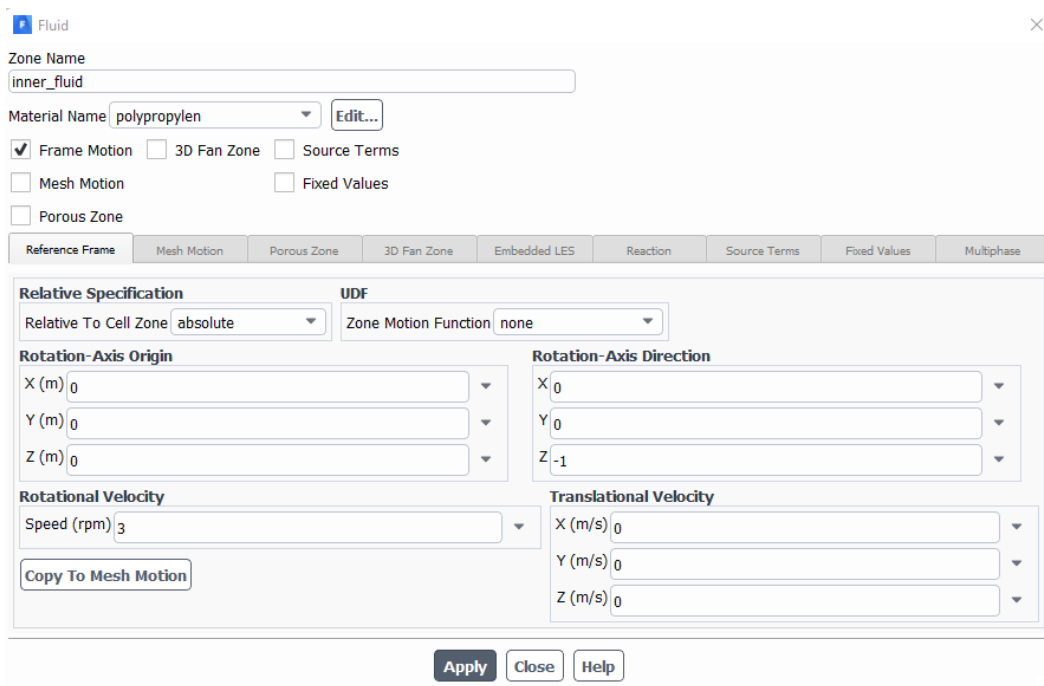 Fluid
Zone Name
inner_fluid
Material Name polypropylen Edit...
Frame Motion 3D Fan Zone Source Terms
Mesh Motion Fixed Values
Porous Zone
Reference Frame Mesh Motion Porous Zone 3D Fan Zone Embedded LES Reaction Source Terms Fixed Values Multiphase
Relative Specification UDF
Relative To Cell Zone absolute Zone Motion Function none
Rotation-Axis Origin Rotation-Axis Direction
X (m) 0 X 0
Y (m) 0 Y 0
Z (m) 0 Z -1
Rotational Velocity Translational Velocity
Speed (rpm) 3 X (m/s) 0
Copy To Mesh Motion Y (m/s) 0
Z (m/s) 0
Apply Close Help